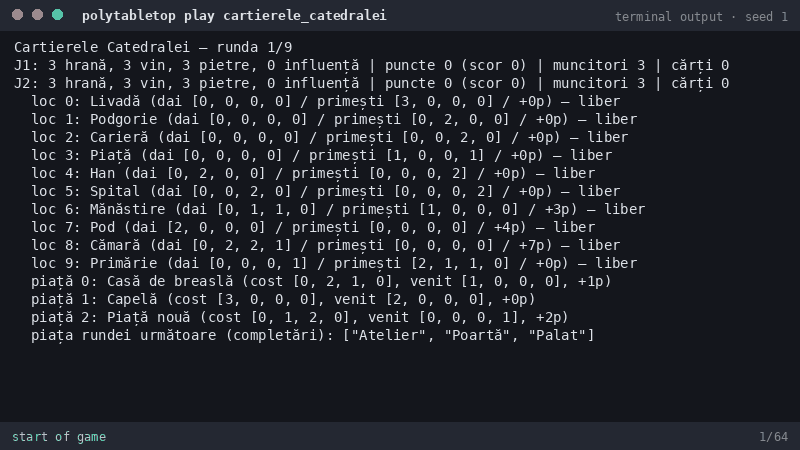 polytabletop play cartierele_catedralei
terminal output · seed 1
Cartierele Catedralei — runda 1/9
J1: 3 hrană, 3 vin, 3 pietre, 0 influență | puncte 0 (scor 0) | muncitori 3 | cărți 0
J2: 3 hrană, 3 vin, 3 pietre, 0 influență | puncte 0 (scor 0) | muncitori 3 | cărți 0
loc 0: Livadă (dai [0, 0, 0, 0] / primești [3, 0, 0, 0] / +0p) — liber
loc 1: Podgorie (dai [0, 0, 0, 0] / primești [0, 2, 0, 0] / +0p) — liber
loc 2: Carieră (dai [0, 0, 0, 0] / primești [0, 0, 2, 0] / +0p) — liber
loc 3: Piață (dai [0, 0, 0, 0] / primești [1, 0, 0, 1] / +0p) — liber
loc 4: Han (dai [0, 2, 0, 0] / primești [0, 0, 0, 2] / +0p) — liber
loc 5: Spital (dai [0, 0, 2, 0] / primești [0, 0, 0, 2] / +0p) — liber
loc 6: Mănăstire (dai [0, 1, 1, 0] / primești [1, 0, 0, 0] / +3p) — liber
loc 7: Pod (dai [2, 0, 0, 0] / primești [0, 0, 0, 0] / +4p) — liber
loc 8: Cămară (dai [0, 2, 2, 1] / primești [0, 0, 0, 0] / +7p) — liber
loc 9: Primărie (dai [0, 0, 0, 1] / primești [2, 1, 1, 0] / +0p) — liber
piață 0: Casă de breaslă (cost [0, 2, 1, 0], venit [1, 0, 0, 0], +1p)
piață 1: Capelă (cost [3, 0, 0, 0], venit [2, 0, 0, 0], +0p)
piață 2: Piață nouă (cost [0, 1, 2, 0], venit [0, 0, 0, 1], +2p)
piața rundei următoare (completări): ["Atelier", "Poartă", "Palat"]
start of game
1/64